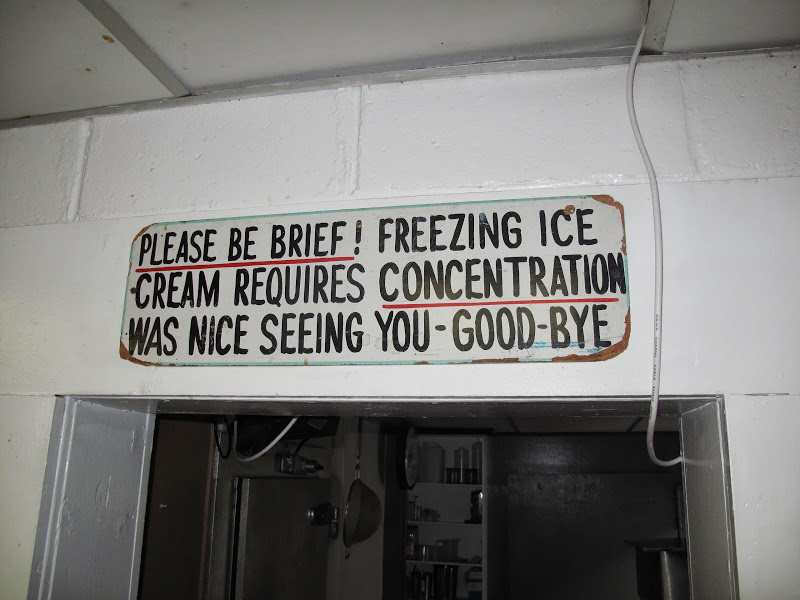 PLEASE BE BRIEF! FREEZING ICE
CREAM REQUIRES CONCENTRATION
WAS NICE SEEING YOU-GOOD-BYE